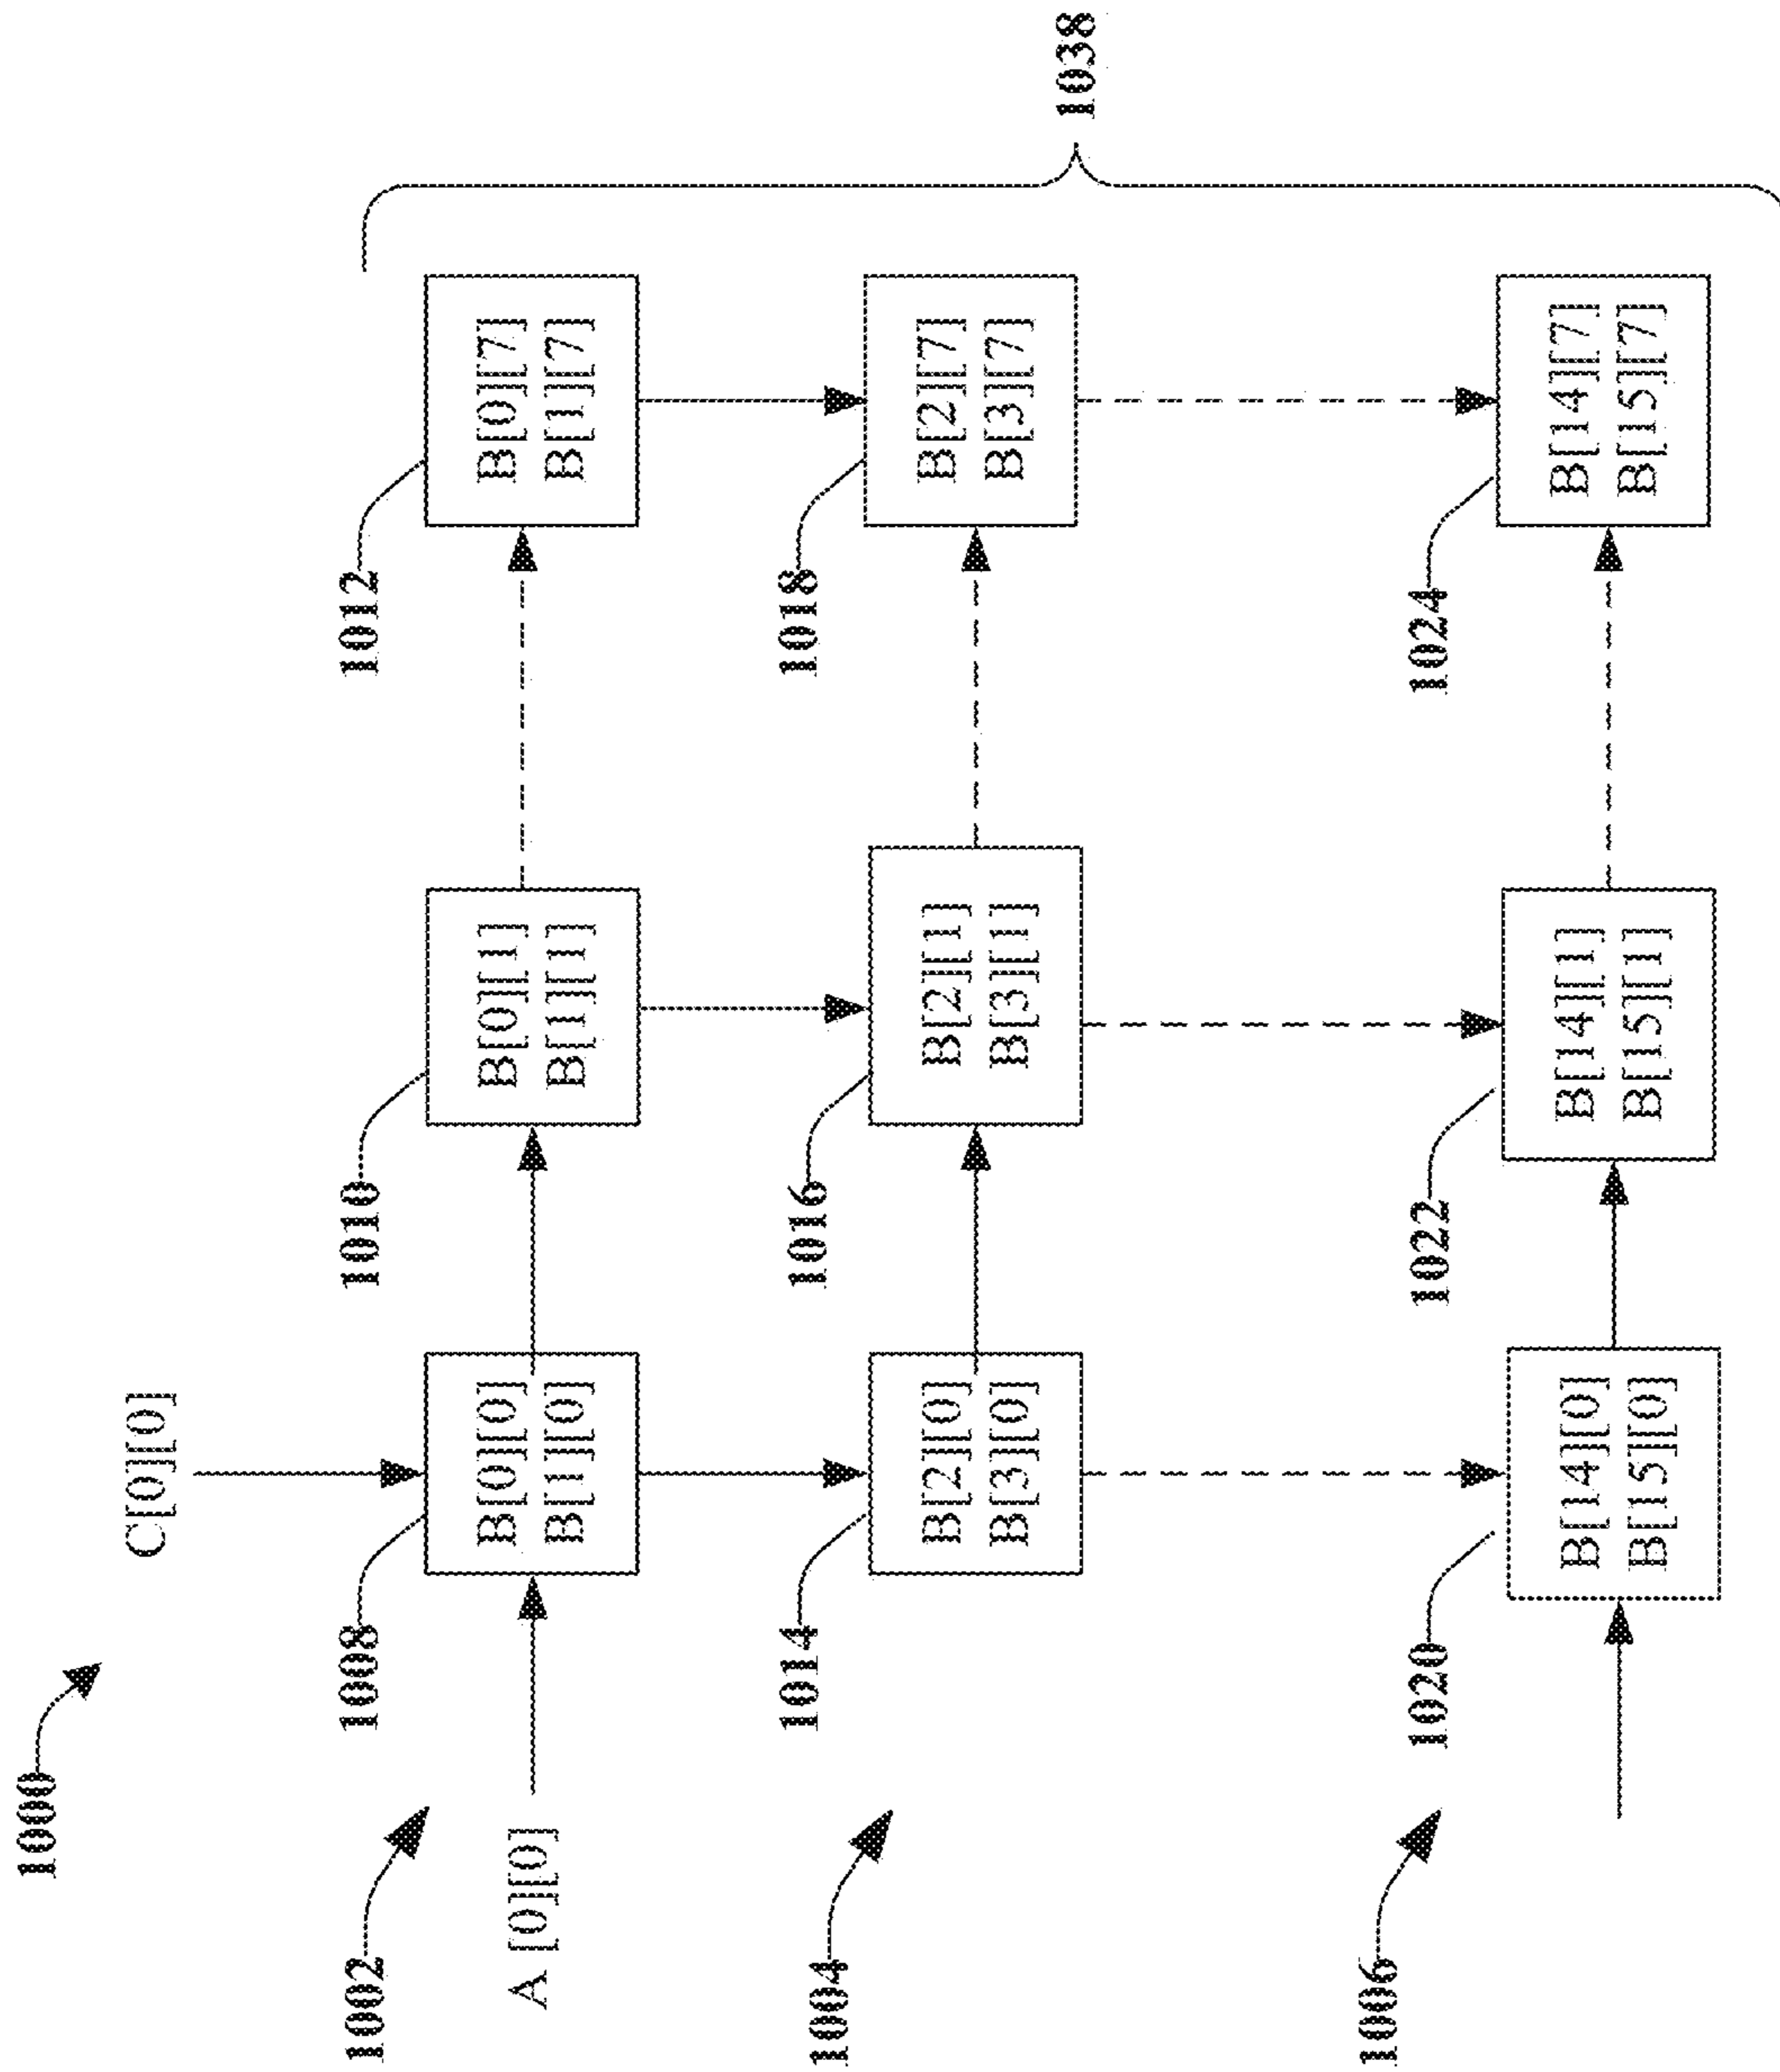 1000
C[0][0]
1002
1008
1010
1012
A [0][0]
B[0][0]
B[1][0]
B[0][1]
B[1][1]
B[0][7]
B[1][7]
1004
1014
1016
1018
B[2][0]
B[3][0]
B[2][1]
B[3][1]
B[2][7]
B[3][7]
1038
1006
1020
1022
1024
B[14][0]
B[15][0]
B[14][1]
B[15][1]
B[14][7]
B[15][7]